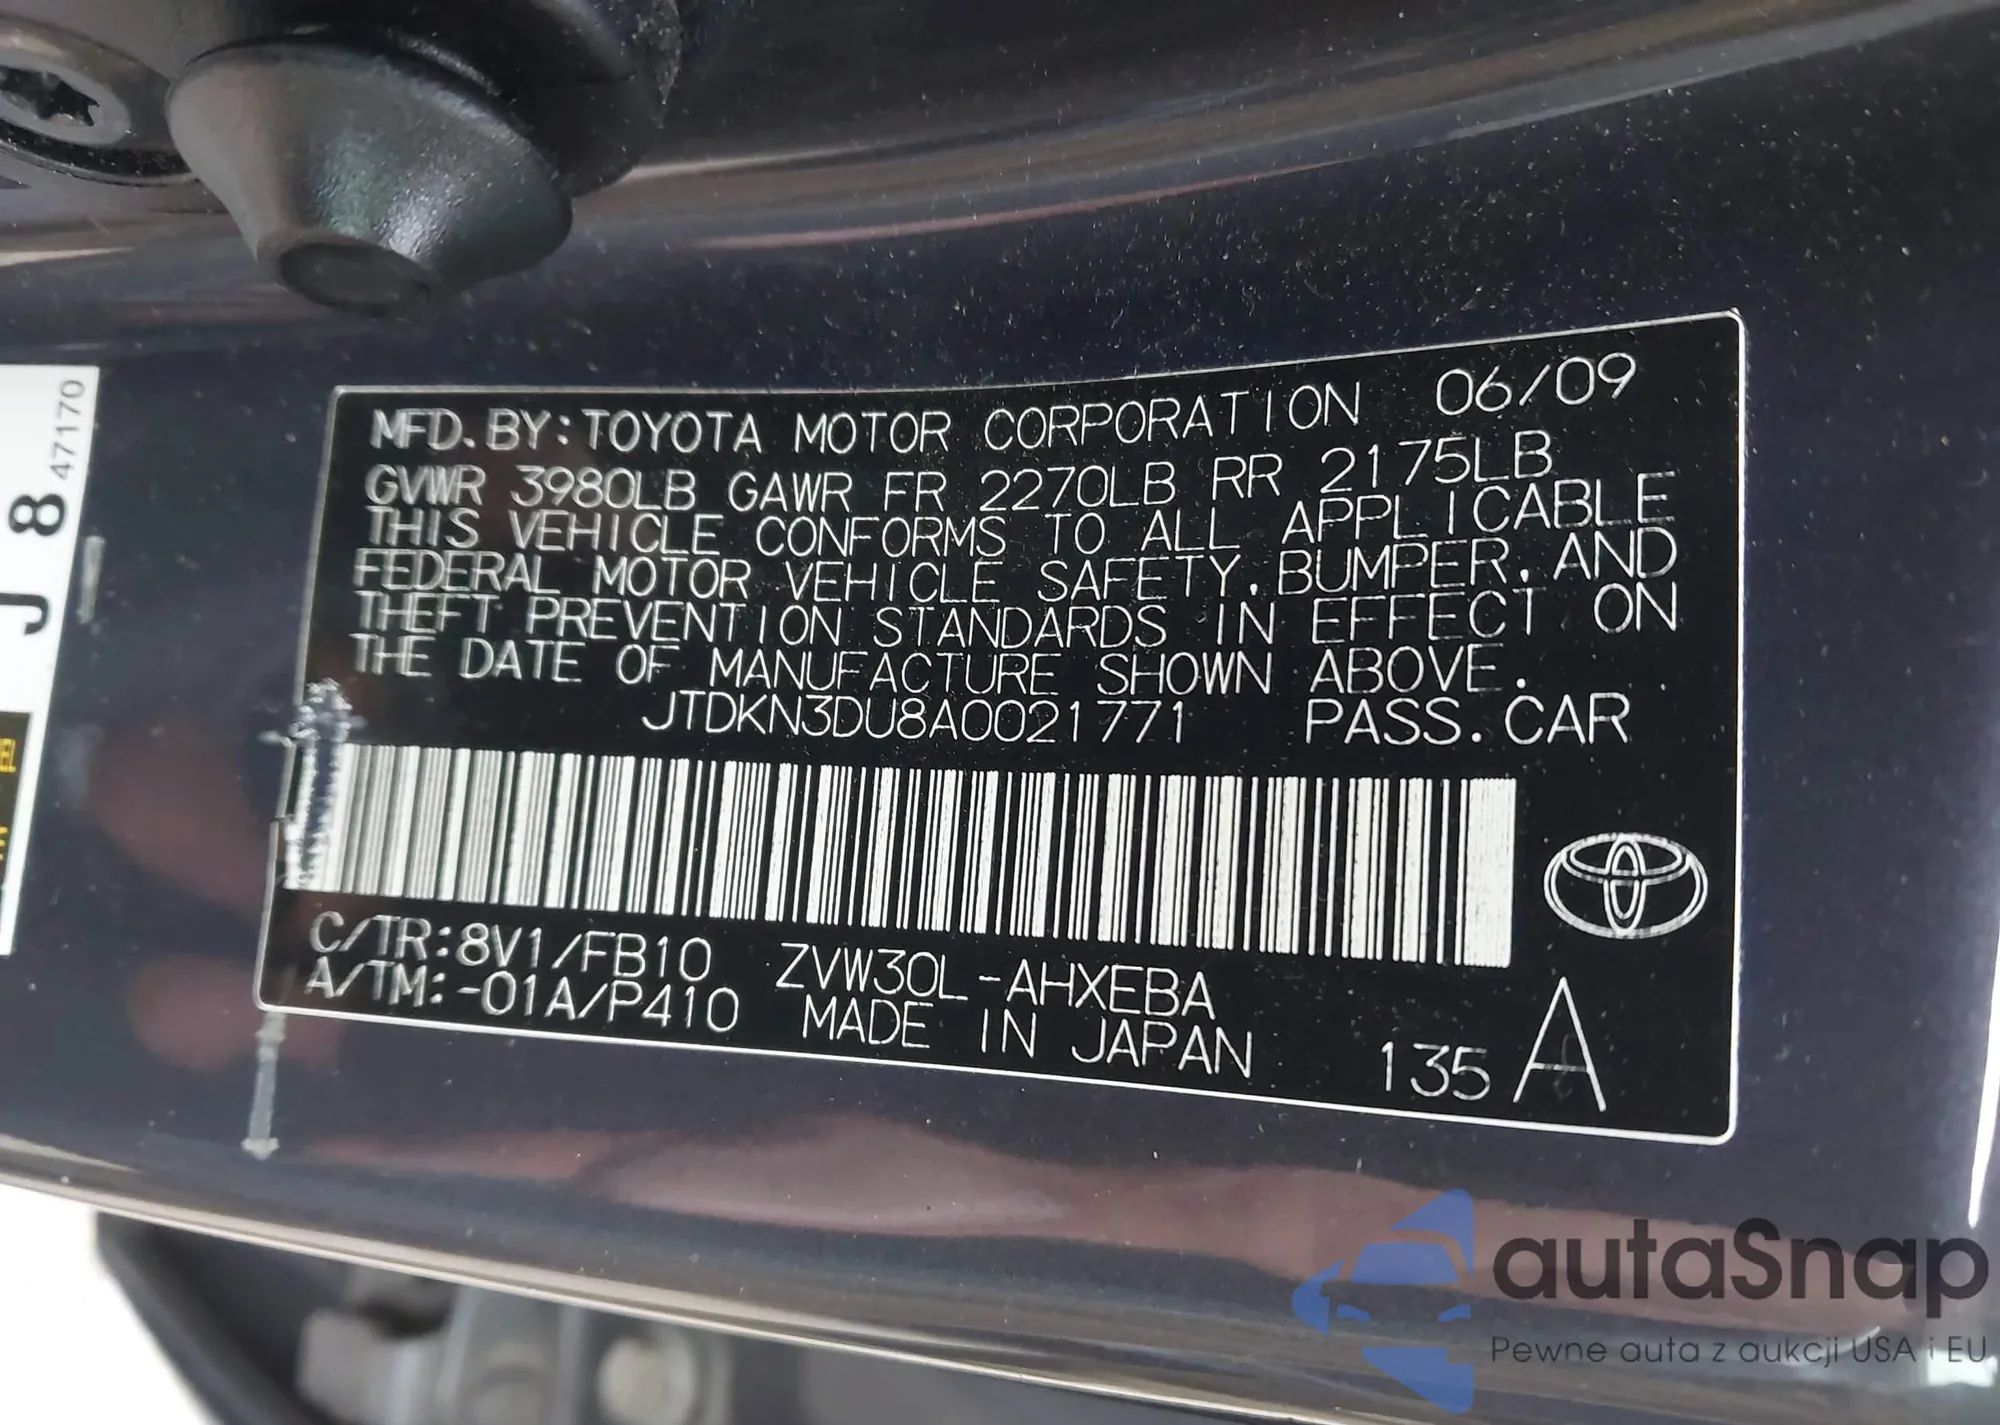 MFD. BY: TOYOTA MOTOR CORPORATION 06/09
GVWR 3980LB GAWR FR 2270LB RR 2175LB
THIS VEHICLE CONFORMS TO ALL APPLICABLE
FEDERAL MOTOR VEHICLE SAFETY, BUMPER, AND
THEFT PREVENTION STANDARDS IN EFFECT ON
THE DATE OF MANUFACTURE SHOWN ABOVE.
JTDKN3DU8A0021771 PASS. CAR
C/TR:8V1/FB10 ZVW30L-AHXEBA
A/TM:-01A/P410 MADE IN JAPAN 135 A
J 8 47170
autaSnap
Pewne auta z aukcji USA i EU